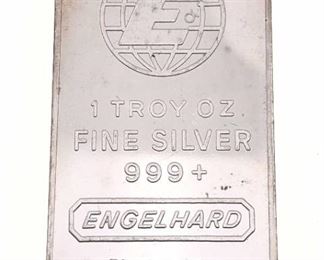 E
1 TROY OZ
FINE SILVER
999+
ENGELHARD